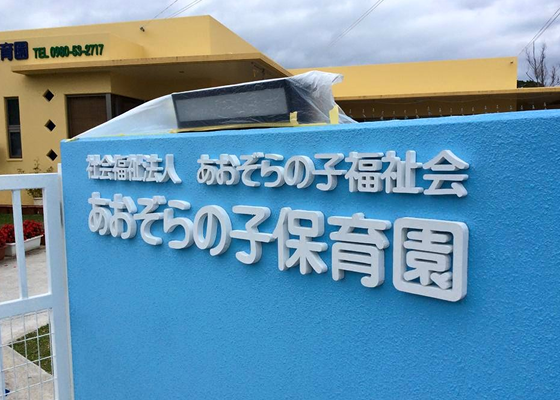 育園 TEL 0980-53-2717
社会福祉法人 あおぞらの子福祉会
あおぞらの子保育園